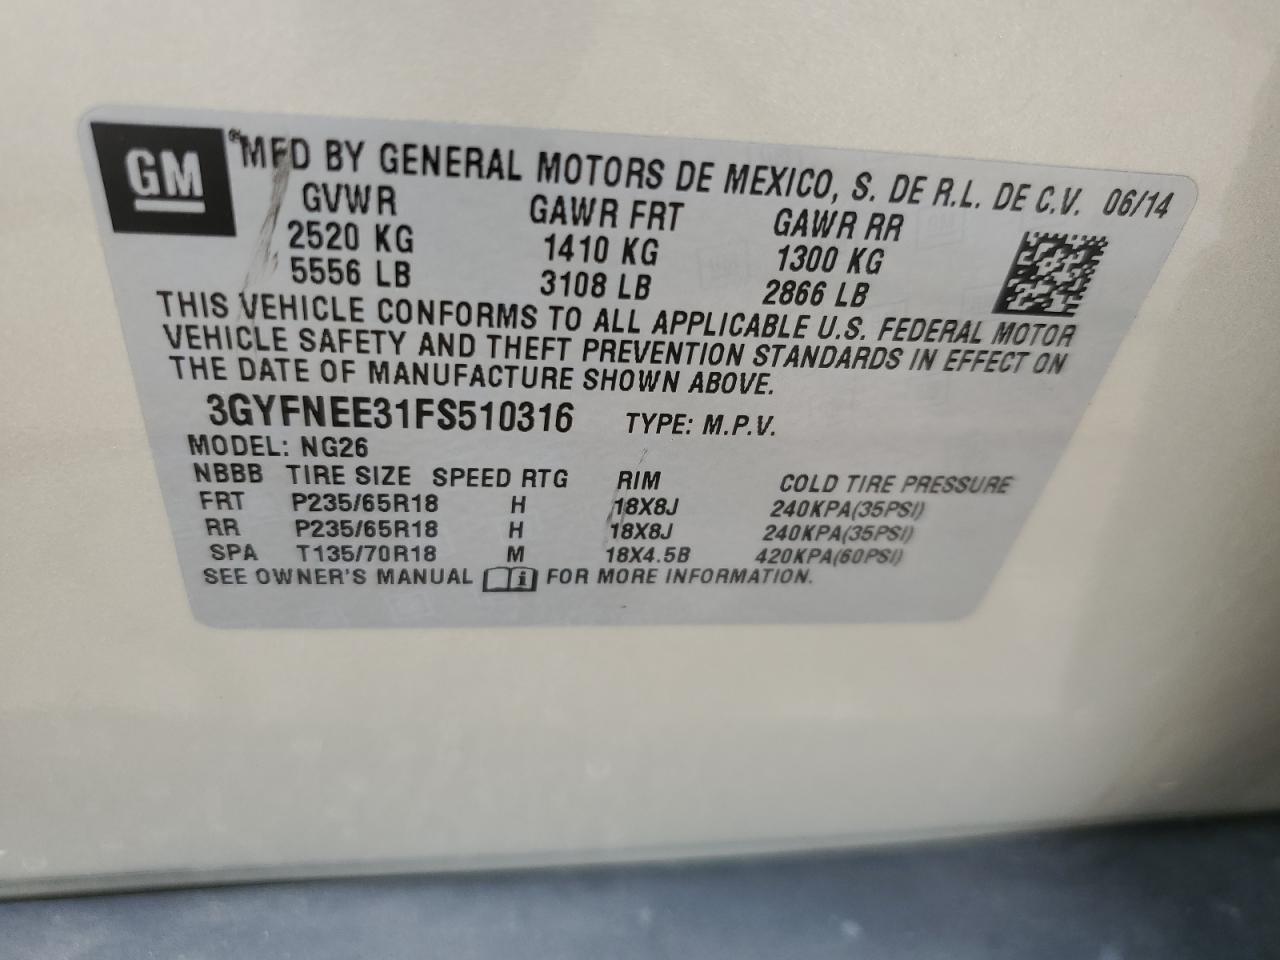 GM
MFD BY GENERAL MOTORS DE MEXICO, S. DE R.L. DE C.V. 06/14
GVWR GAWR FRT GAWR RR
2520 KG 1410 KG 1300 KG
5556 LB 3108 LB 2866 LB
THIS VEHICLE CONFORMS TO ALL APPLICABLE U.S. FEDERAL MOTOR
VEHICLE SAFETY AND THEFT PREVENTION STANDARDS IN EFFECT ON
THE DATE OF MANUFACTURE SHOWN ABOVE.
3GYFNEE31FS510316 TYPE: M.P.V.
MODEL: NG26
NBBB TIRE SIZE SPEED RTG RIM COLD TIRE PRESSURE
FRT P235/65R18 H 18X8J 240KPA(35PSI)
RR P235/65R18 H 18X8J 240KPA(35PSI)
SPA T135/70R18 M 18X4.5B 420KPA(60PSI)
SEE OWNER'S MANUAL i FOR MORE INFORMATION.